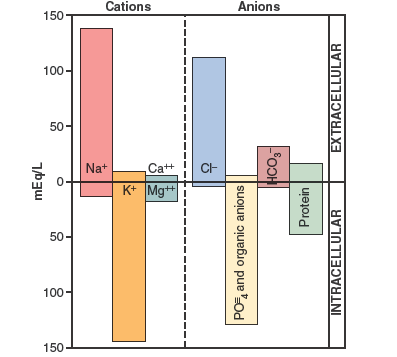 Cations Anions
150
100
50
0
50
100
150
mEq/L
Na⁺
K⁺
Ca⁺⁺
Mg⁺⁺
Cl⁻
PO₄≡ and organic anions
HCO₃⁻
Protein
EXTRACELLULAR
INTRACELLULAR